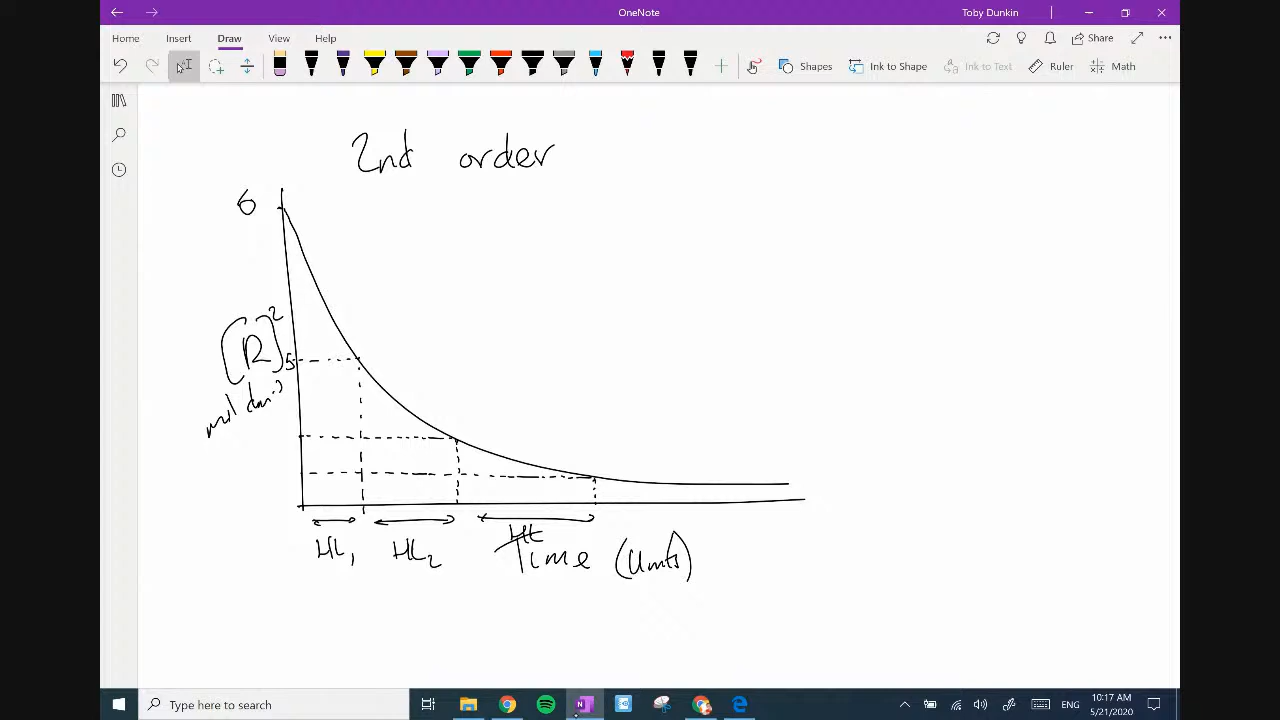 OneNote
Toby Dunkin
Home Insert Draw View Help
Share
Shapes Ink to Shape Ink to Text Ruler Math
2nd order
6
[R]²
5
mol dm⁻³
HL₁ HL₂ HL
Time (Units)
Type here to search
ENG
10:17 AM
5/21/2020